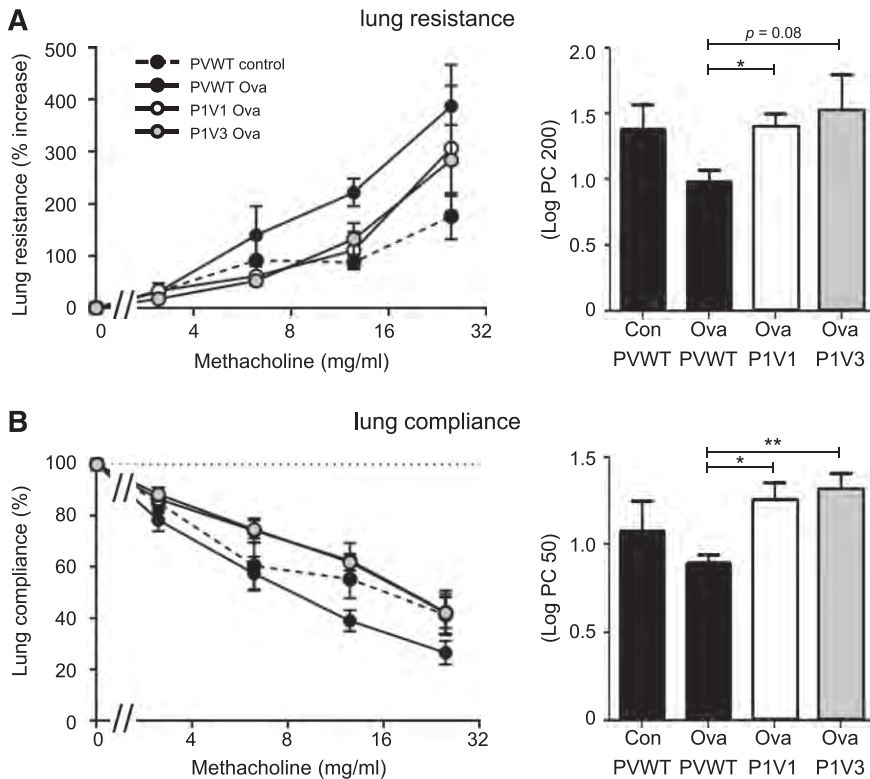 A
lung resistance
500
400
300
200
100
0
Lung resistance (% increase)
PVWT control
PVWT Ova
P1V1 Ova
P1V3 Ova
0 4 8 16 32
Methacholine (mg/ml)
p = 0.08
*
2.0
1.5
1.0
0.5
0
(Log PC 200)
Con Ova Ova Ova
PVWT PVWT P1V1 P1V3
B
lung compliance
100
80
60
40
20
0
Lung compliance (%)
0 4 8 16 32
Methacholine (mg/ml)
**
*
1.5
1.0
0.5
0.0
(Log PC 50)
Con Ova Ova Ova
PVWT PVWT P1V1 P1V3